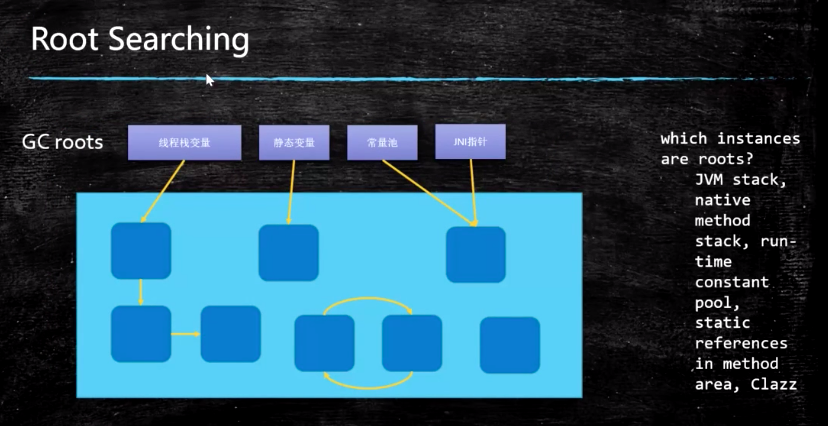 Root Searching
GC roots
线程栈变量
静态变量
常量池
JNI指针
which instances
are roots?
JVM stack,
native
method
stack, run-
time
constant
pool,
static
references
in method
area, Clazz